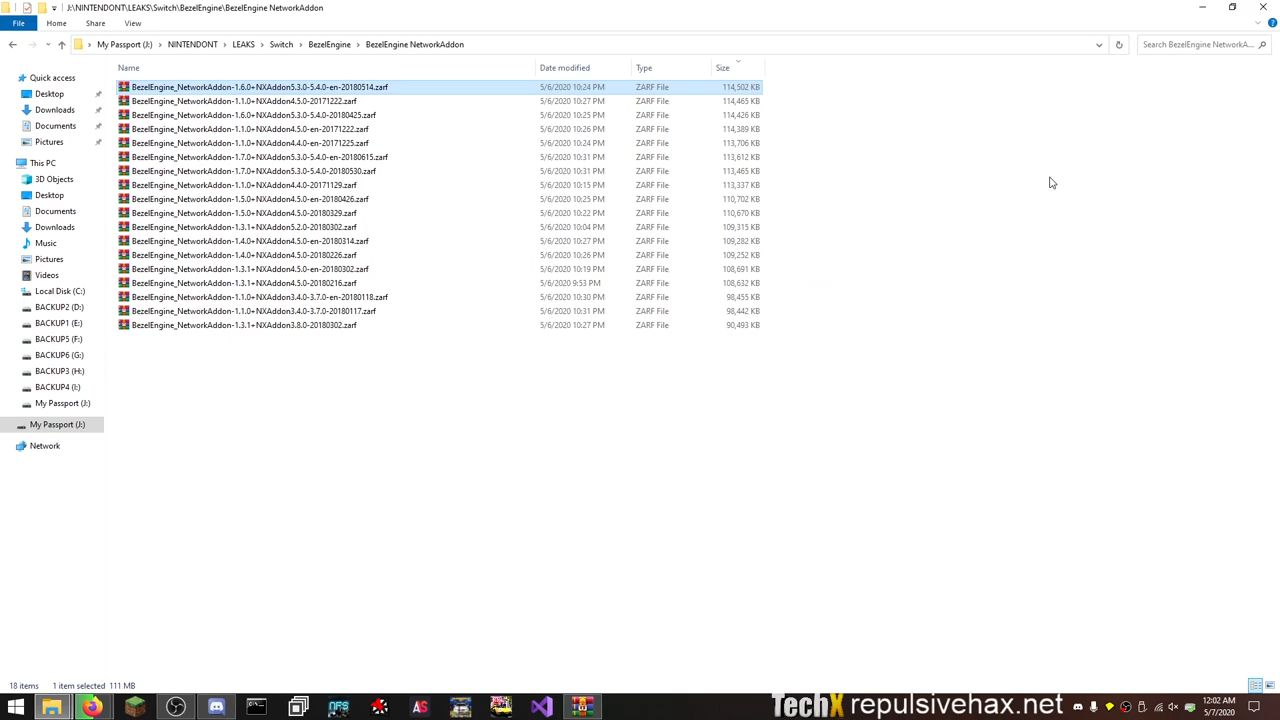 J:\NINTENDONT\LEAKS\Switch\BezelEngine\BezelEngine NetworkAddon
File Home Share View
My Passport (J:) NINTENDONT LEAKS Switch BezelEngine BezelEngine NetworkAddon
Search BezelEngine NetworkA...
Name Date modified Type Size
BezelEngine_NetworkAddon-1.6.0+NXAddon5.3.0-5.4.0-en-20180514.zarf 5/6/2020 10:24 PM ZARF File 114,502 KB
BezelEngine_NetworkAddon-1.1.0+NXAddon4.5.0-20171222.zarf 5/6/2020 10:27 PM ZARF File 114,465 KB
BezelEngine_NetworkAddon-1.6.0+NXAddon5.3.0-5.4.0-20180425.zarf 5/6/2020 10:25 PM ZARF File 114,426 KB
BezelEngine_NetworkAddon-1.1.0+NXAddon4.5.0-en-20171222.zarf 5/6/2020 10:26 PM ZARF File 114,389 KB
BezelEngine_NetworkAddon-1.1.0+NXAddon4.4.0-en-20171225.zarf 5/6/2020 10:24 PM ZARF File 113,706 KB
BezelEngine_NetworkAddon-1.7.0+NXAddon5.3.0-5.4.0-en-20180615.zarf 5/6/2020 10:31 PM ZARF File 113,612 KB
BezelEngine_NetworkAddon-1.7.0+NXAddon5.3.0-5.4.0-20180530.zarf 5/6/2020 10:31 PM ZARF File 113,465 KB
BezelEngine_NetworkAddon-1.1.0+NXAddon4.4.0-20171129.zarf 5/6/2020 10:15 PM ZARF File 113,337 KB
BezelEngine_NetworkAddon-1.5.0+NXAddon4.5.0-en-20180426.zarf 5/6/2020 10:25 PM ZARF File 110,702 KB
BezelEngine_NetworkAddon-1.5.0+NXAddon4.5.0-20180329.zarf 5/6/2020 10:22 PM ZARF File 110,670 KB
BezelEngine_NetworkAddon-1.3.1+NXAddon5.2.0-20180302.zarf 5/6/2020 10:04 PM ZARF File 109,315 KB
BezelEngine_NetworkAddon-1.4.0+NXAddon4.5.0-en-20180314.zarf 5/6/2020 10:27 PM ZARF File 109,282 KB
BezelEngine_NetworkAddon-1.4.0+NXAddon4.5.0-20180226.zarf 5/6/2020 10:26 PM ZARF File 109,252 KB
BezelEngine_NetworkAddon-1.3.1+NXAddon4.5.0-en-20180302.zarf 5/6/2020 10:19 PM ZARF File 108,691 KB
BezelEngine_NetworkAddon-1.3.1+NXAddon4.5.0-20180216.zarf 5/6/2020 9:53 PM ZARF File 108,632 KB
BezelEngine_NetworkAddon-1.1.0+NXAddon3.4.0-3.7.0-en-20180118.zarf 5/6/2020 10:30 PM ZARF File 98,455 KB
BezelEngine_NetworkAddon-1.1.0+NXAddon3.4.0-3.7.0-20180117.zarf 5/6/2020 10:31 PM ZARF File 98,442 KB
BezelEngine_NetworkAddon-1.3.1+NXAddon3.8.0-20180302.zarf 5/6/2020 10:27 PM ZARF File 90,493 KB
Quick access
Desktop
Downloads
Documents
Pictures
This PC
3D Objects
Desktop
Documents
Downloads
Music
Pictures
Videos
Local Disk (C:)
BACKUP2 (D:)
BACKUP1 (E:)
BACKUP5 (F:)
BACKUP6 (G:)
BACKUP3 (H:)
BACKUP4 (I:)
My Passport (J:)
My Passport (J:)
Network
18 items 1 item selected 111 MB
NFS
AS
TechX repulsivehax.net
12:02 AM
5/7/2020